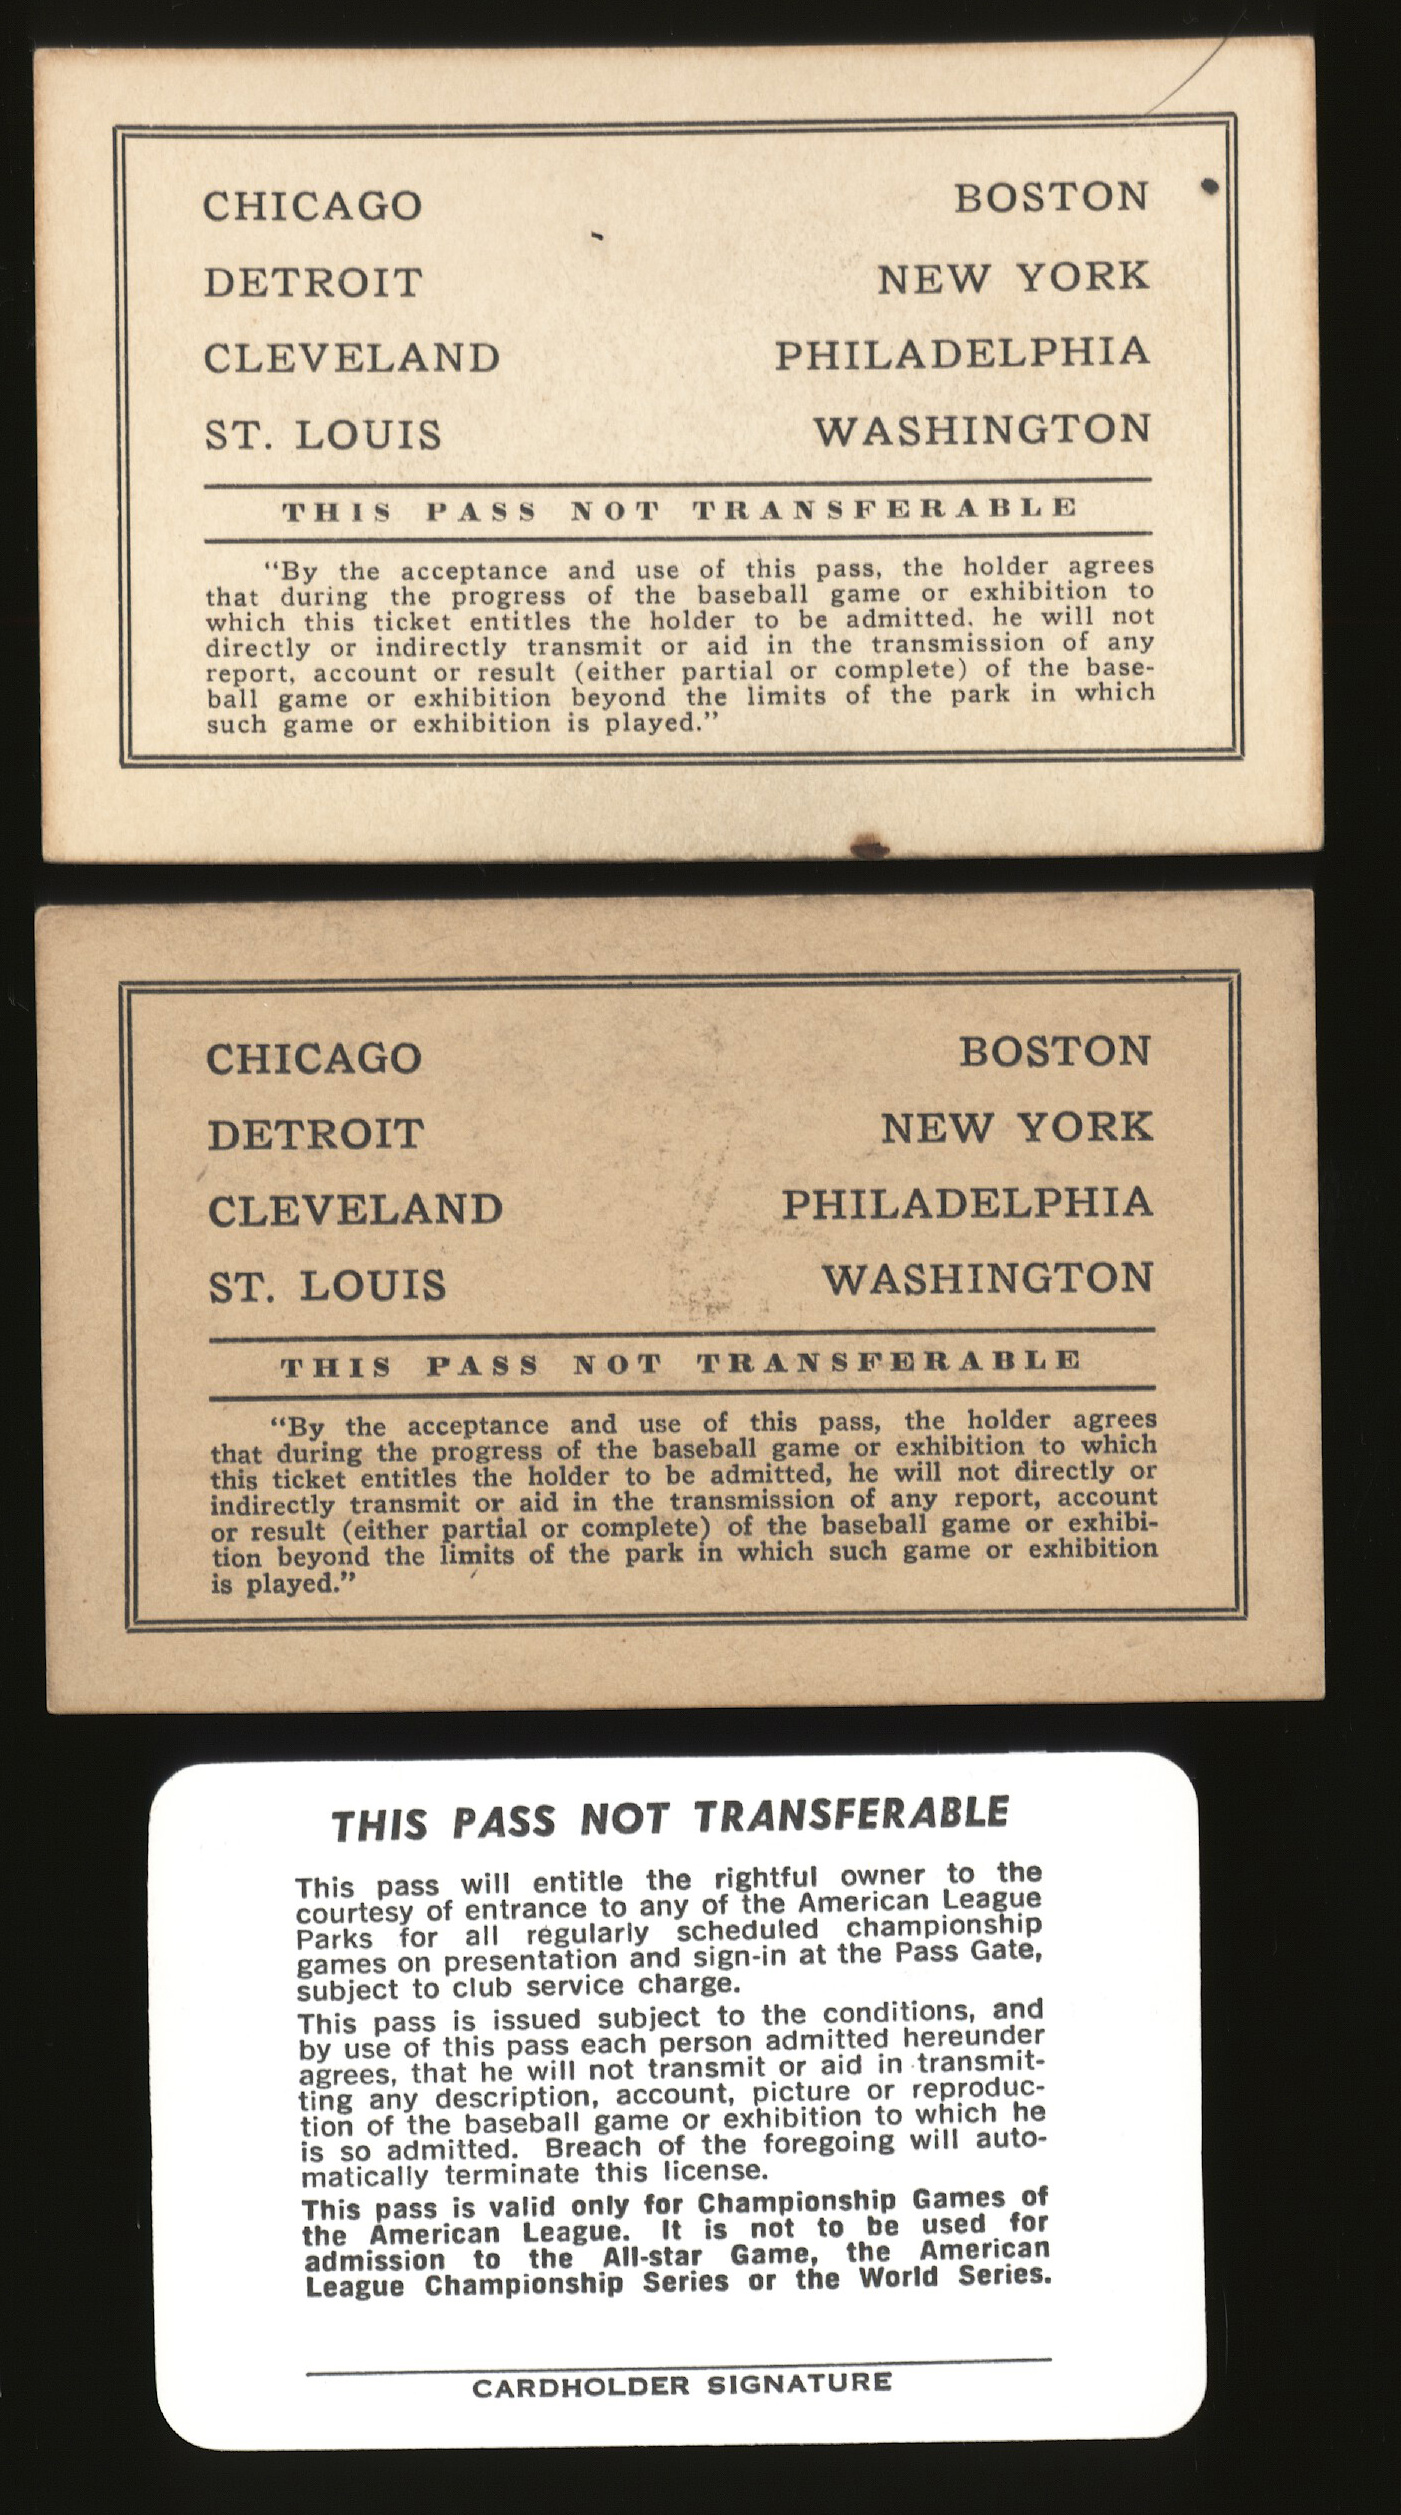 CHICAGO BOSTON
DETROIT NEW YORK
CLEVELAND PHILADELPHIA
ST. LOUIS WASHINGTON
THIS PASS NOT TRANSFERABLE
“By the acceptance and use of this pass, the holder agrees
that during the progress of the baseball game or exhibition to
which this ticket entitles the holder to be admitted. he will not
directly or indirectly transmit or aid in the transmission of any
report, account or result (either partial or complete) of the base-
ball game or exhibition beyond the limits of the park in which
such game or exhibition is played.”
CHICAGO BOSTON
DETROIT NEW YORK
CLEVELAND PHILADELPHIA
ST. LOUIS WASHINGTON
THIS PASS NOT TRANSFERABLE
“By the acceptance and use of this pass, the holder agrees
that during the progress of the baseball game or exhibition to which
this ticket entitles the holder to be admitted, he will not directly or
indirectly transmit or aid in the transmission of any report, account
or result (either partial or complete) of the baseball game or exhibi-
tion beyond the limits of the park in which such game or exhibition
is played.”
THIS PASS NOT TRANSFERABLE
This pass will entitle the rightful owner to the
courtesy of entrance to any of the American League
Parks for all regularly scheduled championship
games on presentation and sign-in at the Pass Gate,
subject to club service charge.
This pass is issued subject to the conditions, and
by use of this pass each person admitted hereunder
agrees, that he will not transmit or aid in transmit-
ting any description, account, picture or reproduc-
tion of the baseball game or exhibition to which he
is so admitted. Breach of the foregoing will auto-
matically terminate this license.
This pass is valid only for Championship Games of
the American League. It is not to be used for
admission to the All-star Game, the American
League Championship Series or the World Series.
CARDHOLDER SIGNATURE